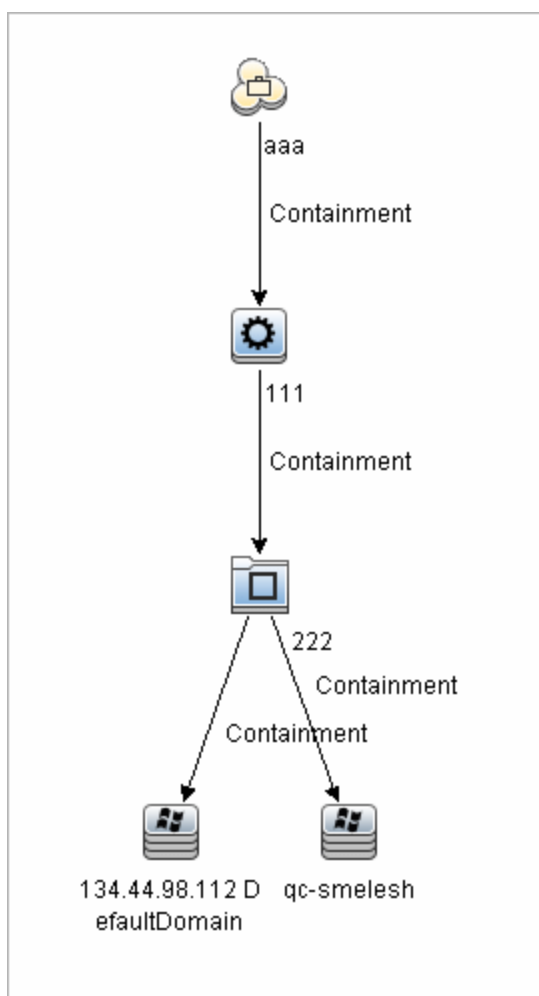 aaa
Containment
111
Containment
222
Containment
Containment
134.44.98.112 D
efaultDomain
qc-smelesh